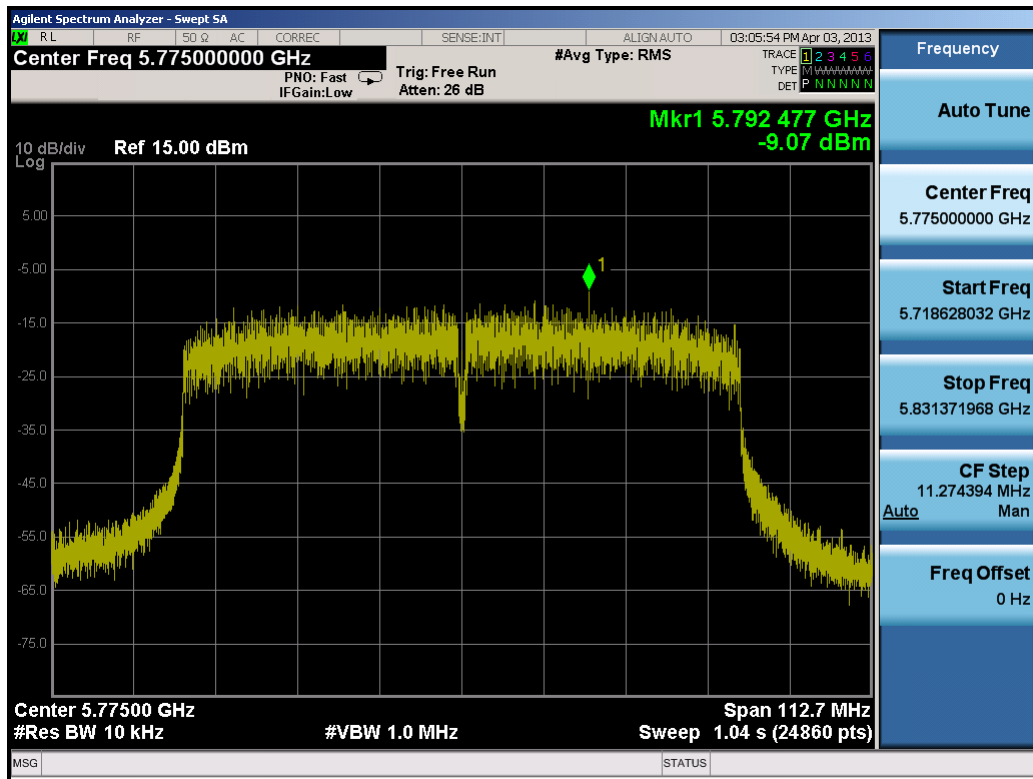 Agilent Spectrum Analyzer - Swept SA
LXI RL RF 50 Ω AC CORREC SENSE:INT ALIGN AUTO 03:05:54 PM Apr 03, 2013
Center Freq 5.775000000 GHz
PNO: Fast
IFGain:Low
Trig: Free Run
Atten: 26 dB
#Avg Type: RMS
TRACE 1 2 3 4 5 6
TYPE M WWWWW
DET P N N N N N
Mkr1 5.792 477 GHz
-9.07 dBm
10 dB/div Ref 15.00 dBm
Log
5.00
-5.00
-15.0
-25.0
-35.0
-45.0
-55.0
-65.0
-75.0
1
Center 5.77500 GHz Span 112.7 MHz
#Res BW 10 kHz #VBW 1.0 MHz Sweep 1.04 s (24860 pts)
MSG STATUS
Frequency
Auto Tune
Center Freq
5.775000000 GHz
Start Freq
5.718628032 GHz
Stop Freq
5.831371968 GHz
CF Step
11.274394 MHz
Auto Man
Freq Offset
0 Hz